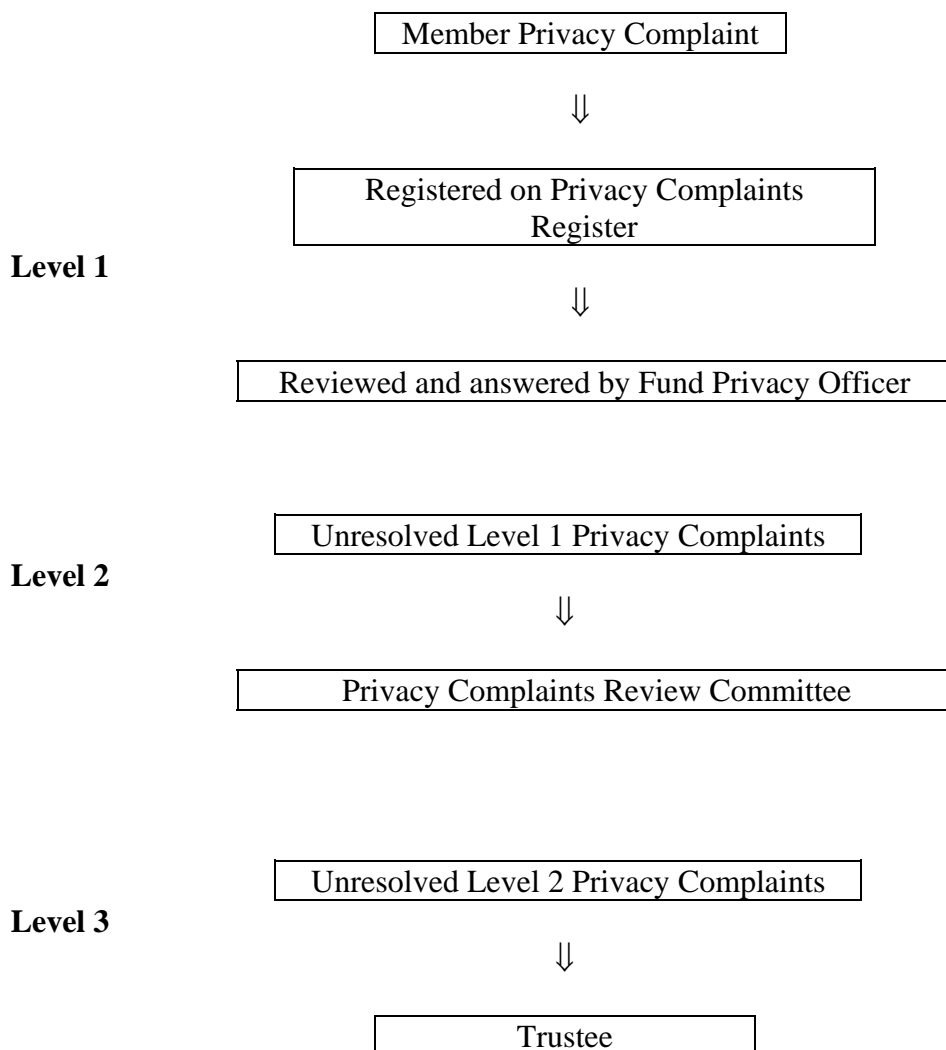 Member Privacy Complaint
⇓
Registered on Privacy Complaints
Register
Level 1
⇓
Reviewed and answered by Fund Privacy Officer
Unresolved Level 1 Privacy Complaints
Level 2
⇓
Privacy Complaints Review Committee
Unresolved Level 2 Privacy Complaints
Level 3
⇓
Trustee